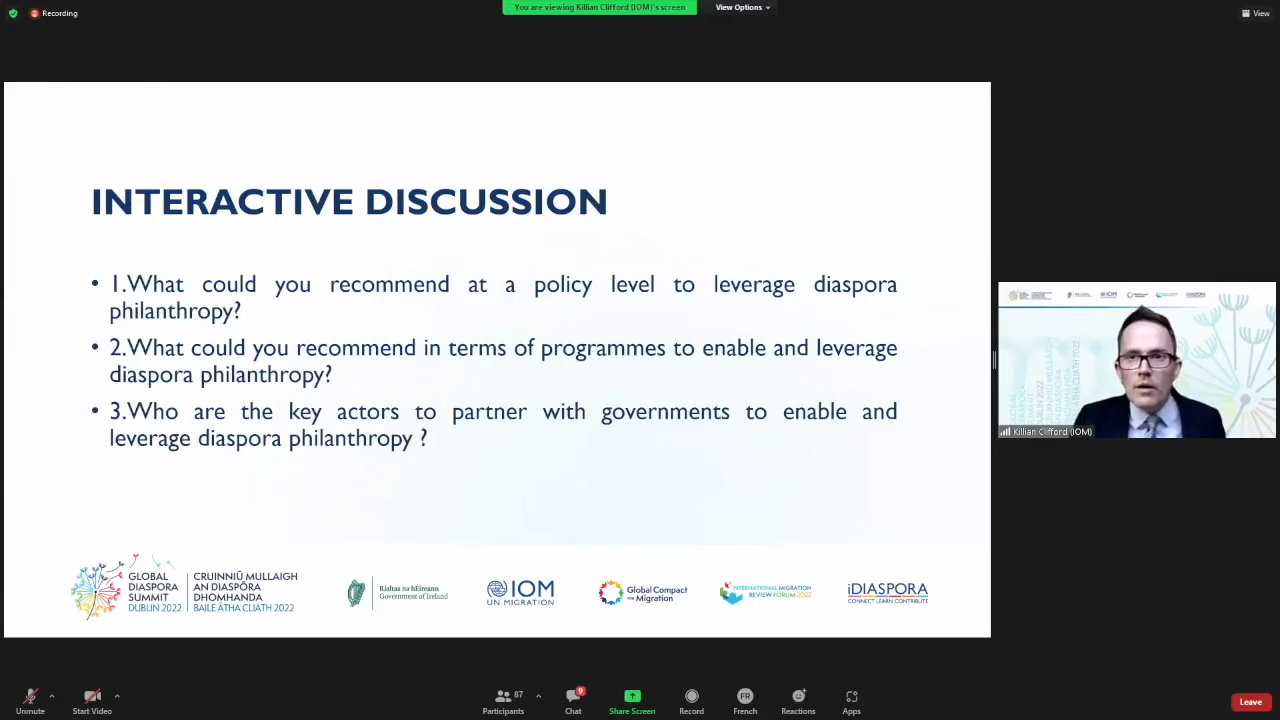 Recording
You are viewing Killian Clifford (IOM)'s screen
View Options
View
INTERACTIVE DISCUSSION
• 1.What could you recommend at a policy level to leverage diaspora
philanthropy?
• 2.What could you recommend in terms of programmes to enable and leverage
diaspora philanthropy?
• 3.Who are the key actors to partner with governments to enable and
leverage diaspora philanthropy ?
GLOBAL
DIASPORA
SUMMIT
DUBLIN 2022
CRUINNIÚ MULLAIGH
AN DIASPÓRA
DHOMHANDA
BAILE ÁTHA CLIATH 2022
Rialtas na hÉireann
Government of Ireland
IOM
UN MIGRATION
Global Compact
FOR Migration
INTERNATIONAL MIGRATION
REVIEW FORUM 2022
iDIASPORA
CONNECT LEARN CONTRIBUTE
IOM
Killian Clifford (IOM)
Unmute
Start Video
87
Participants
9
Chat
Share Screen
Record
FR
French
Reactions
Apps
Leave